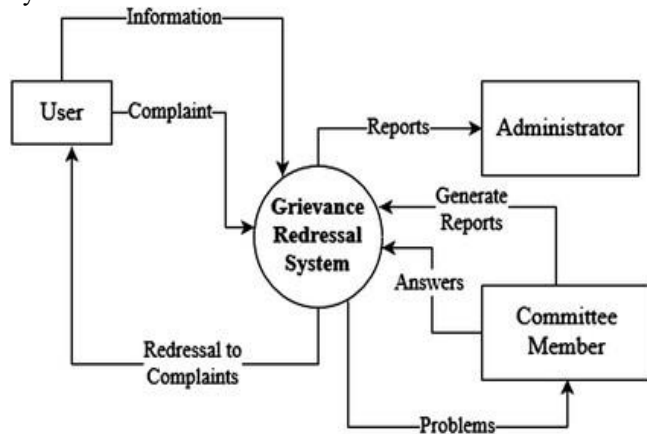 y
Information
User
Complaint
Reports
Administrator
Grievance
Redressal
System
Generate
Reports
Answers
Committee
Member
Redressal to
Complaints
Problems